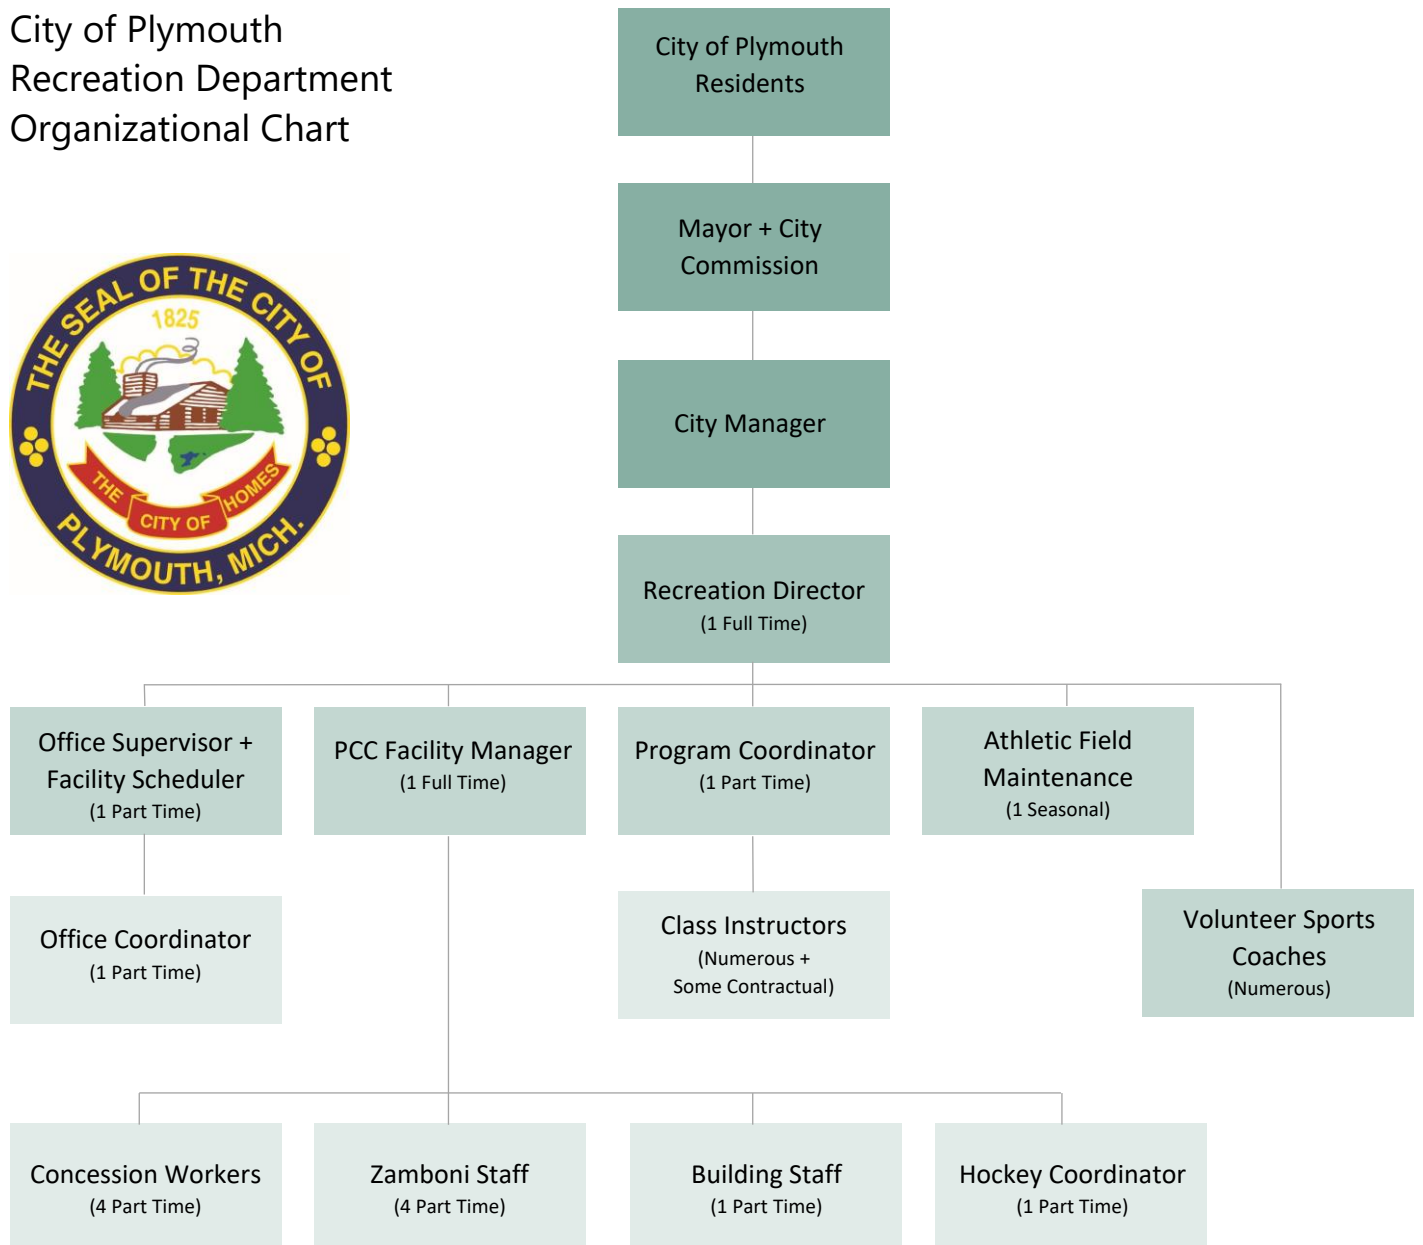 City of Plymouth
Recreation Department
Organizational Chart
THE SEAL OF THE CITY OF
PLYMOUTH, MICH.
1825
THE
CITY OF
HOMES
City of Plymouth
Residents
Mayor + City
Commission
City Manager
Recreation Director
(1 Full Time)
Office Supervisor +
Facility Scheduler
(1 Part Time)
PCC Facility Manager
(1 Full Time)
Program Coordinator
(1 Part Time)
Athletic Field
Maintenance
(1 Seasonal)
Office Coordinator
(1 Part Time)
Class Instructors
(Numerous +
Some Contractual)
Volunteer Sports
Coaches
(Numerous)
Concession Workers
(4 Part Time)
Zamboni Staff
(4 Part Time)
Building Staff
(1 Part Time)
Hockey Coordinator
(1 Part Time)